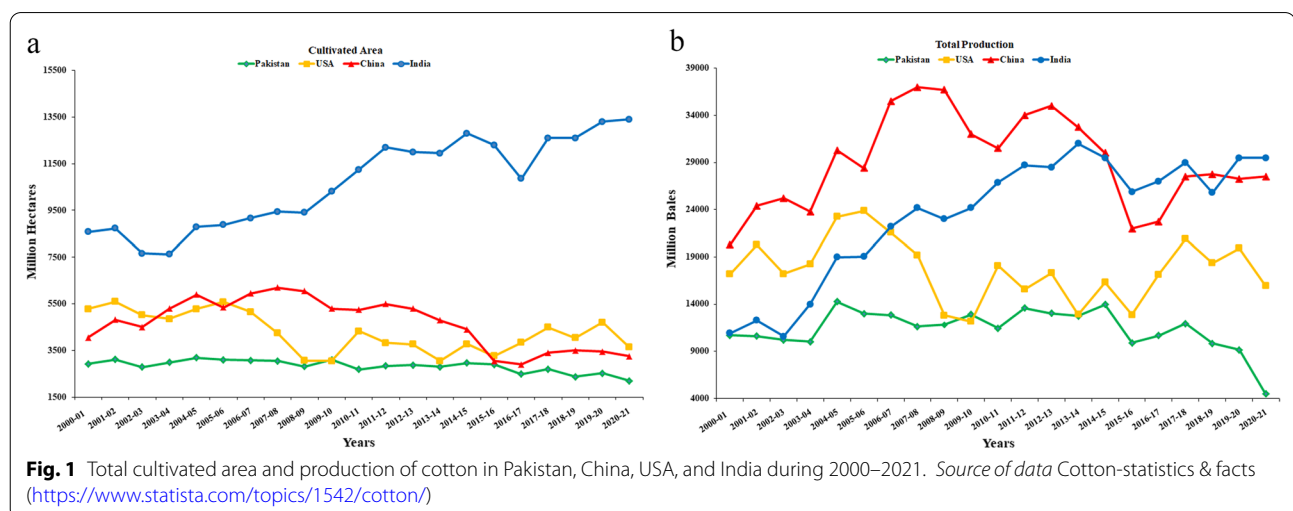 a
Cultivated Area
Pakistan USA China India
15500
13500
11500
9500
7500
5500
3500
1500
Million Hectares
2000-01 2001-02 2002-03 2003-04 2004-05 2005-06 2006-07 2007-08 2008-09 2009-10 2010-11 2011-12 2012-13 2013-14 2014-15 2015-16 2016-17 2017-18 2018-19 2019-20 2020-21
Years
b
Total Production
Pakistan USA China India
39000
34000
29000
24000
19000
14000
9000
4000
Million Bales
2000-01 2001-02 2002-03 2003-04 2004-05 2005-06 2006-07 2007-08 2008-09 2009-10 2010-11 2011-12 2012-13 2013-14 2014-15 2015-16 2016-17 2017-18 2018-19 2019-20 2020-21
Years
Fig. 1 Total cultivated area and production of cotton in Pakistan, China, USA, and India during 2000–2021. Source of data Cotton-statistics & facts
(https://www.statista.com/topics/1542/cotton/)